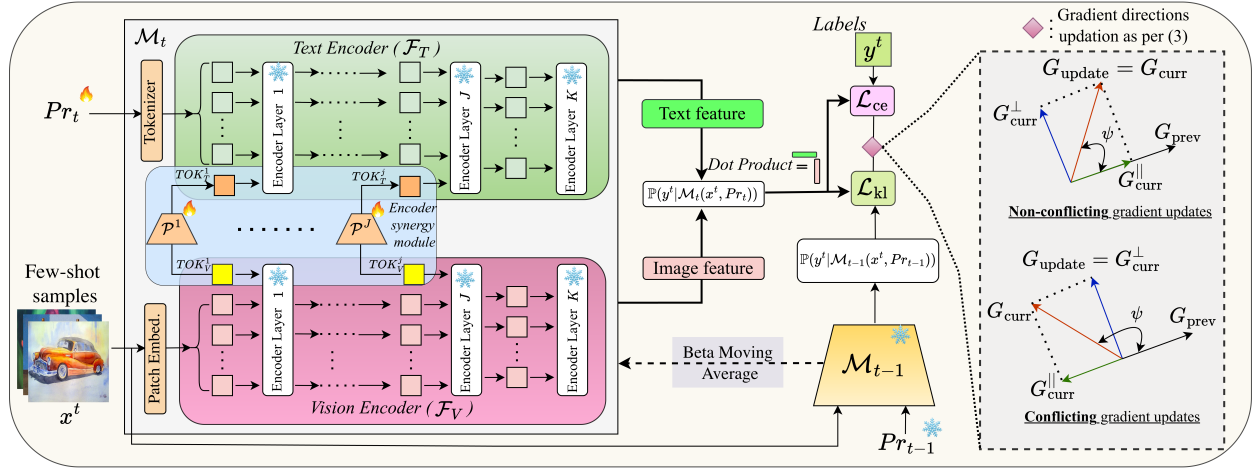 Labels
Gradient directions
updation as per (3)
y^t
M_t
Text Encoder (F_T)
Pr_t
Tokenizer
Encoder Layer 1
Encoder Layer J
Encoder Layer K
Text feature
L_ce
Dot Product =
P(y^t|M_t(x^t, Pr_t))
L_kl
TOK_T^1
TOK_T^j
P^1
P^J
Encoder
synergy
module
TOK_V^1
TOK_V^j
Image feature
P(y^t|M_{t-1}(x^t, Pr_{t-1}))
Few-shot
samples
x^t
Patch Embed.
Encoder Layer 1
Encoder Layer J
Encoder Layer K
Vision Encoder (F_V)
Beta Moving
Average
M_{t-1}
Pr_{t-1}
G_update = G_curr
G_curr^⊥
ψ
G_prev
G_curr^||
Non-conflicting gradient updates
G_update = G_curr^⊥
G_curr
ψ
G_prev
G_curr^||
Conflicting gradient updates